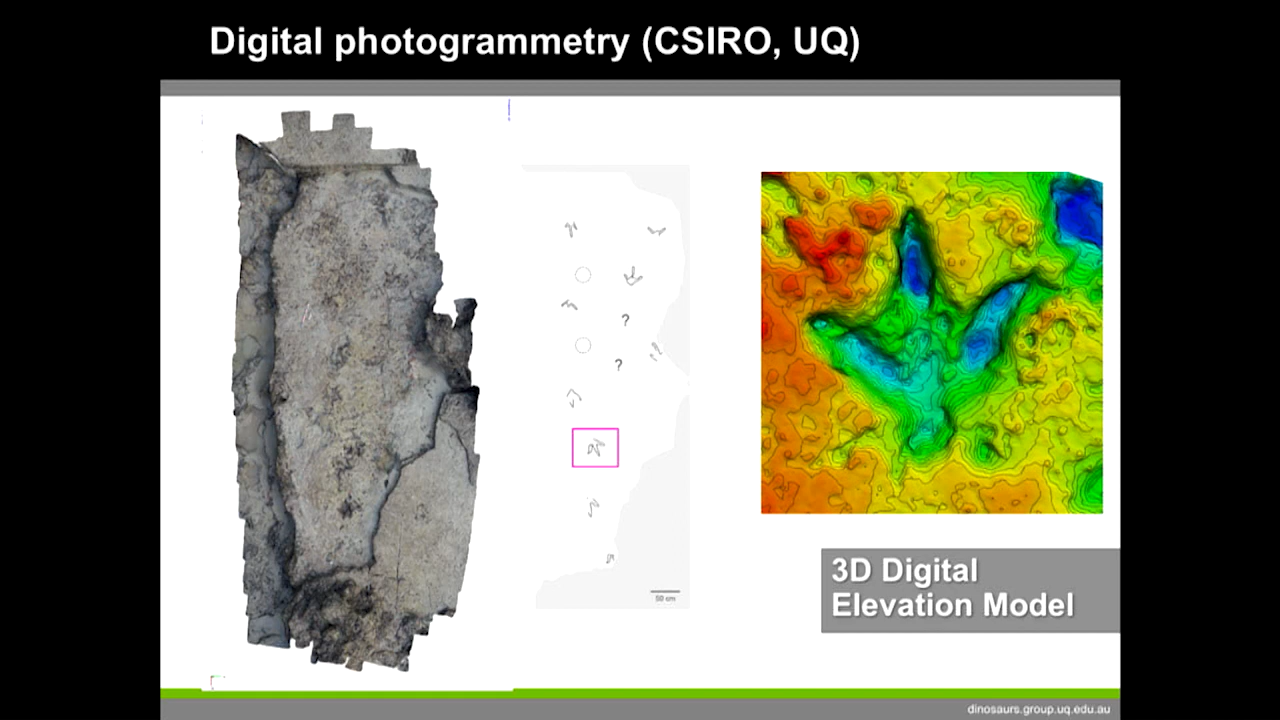 Digital photogrammetry (CSIRO, UQ)
?
?
50 cm
3D Digital
Elevation Model
dinosaurs.group.uq.edu.au